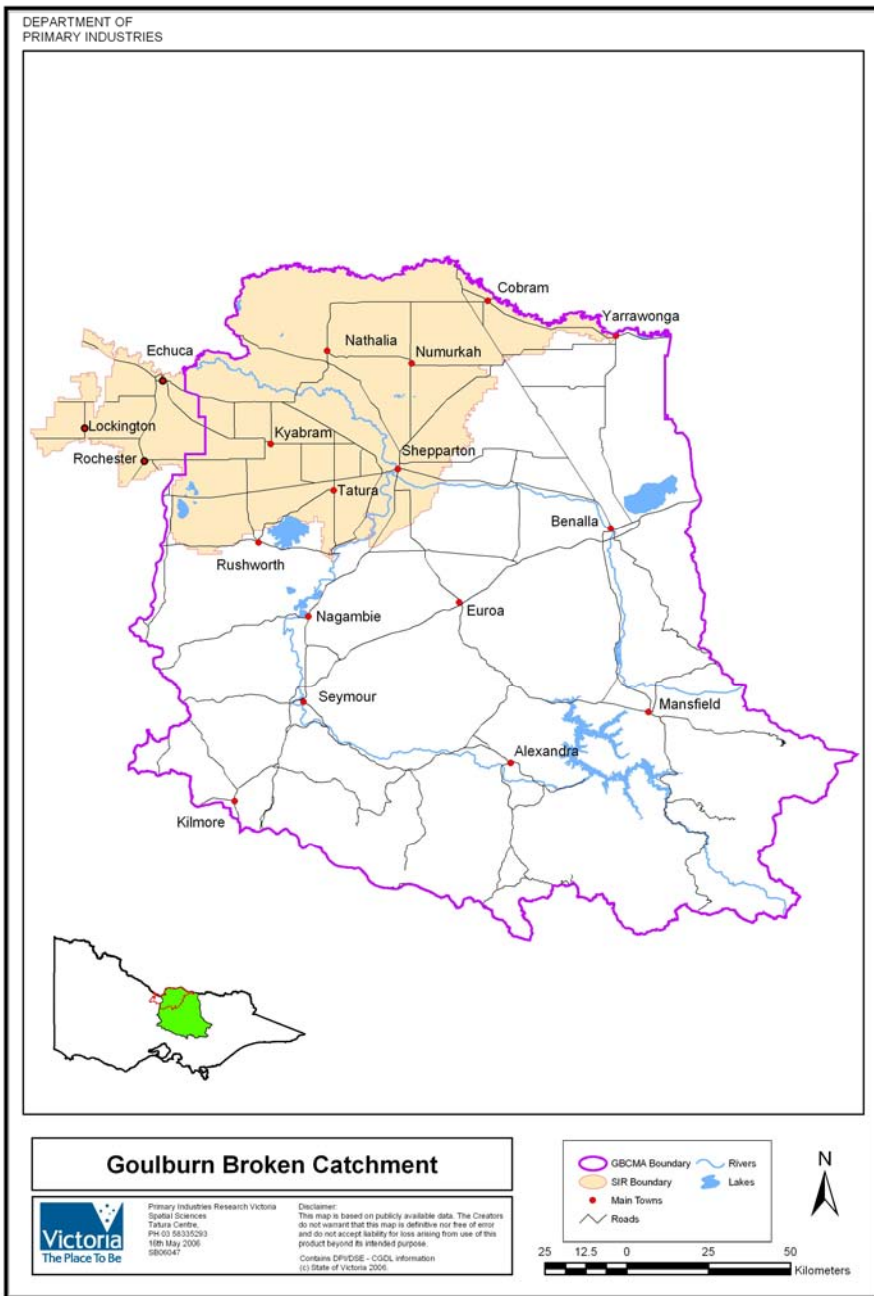 DEPARTMENT OF
PRIMARY INDUSTRIES
Cobram
Yarrawonga
Nathalia
Numurkah
Echuca
Lockington
Kyabram
Shepparton
Rochester
Tatura
Benalla
Rushworth
Nagambie
Euroa
Seymour
Mansfield
Alexandra
Kilmore
Goulburn Broken Catchment
Victoria
The Place To Be
Primary Industries Research Victoria
Spatial Sciences
Tatura Centre,
PH 03 58335293
16th May 2006
SB06047
Disclaimer:
This map is based on publicly available data. The Creators
do not warrant that this map is definitive nor free of error
and do not accept liability for loss arising from use of this
product beyond its intended purpose.
Contains DPI/DSE - CGDL information
(c) State of Victoria 2006.
GBCMA Boundary
Rivers
SIR Boundary
Lakes
Main Towns
Roads
N
25 12.5 0 25 50
Kilometers